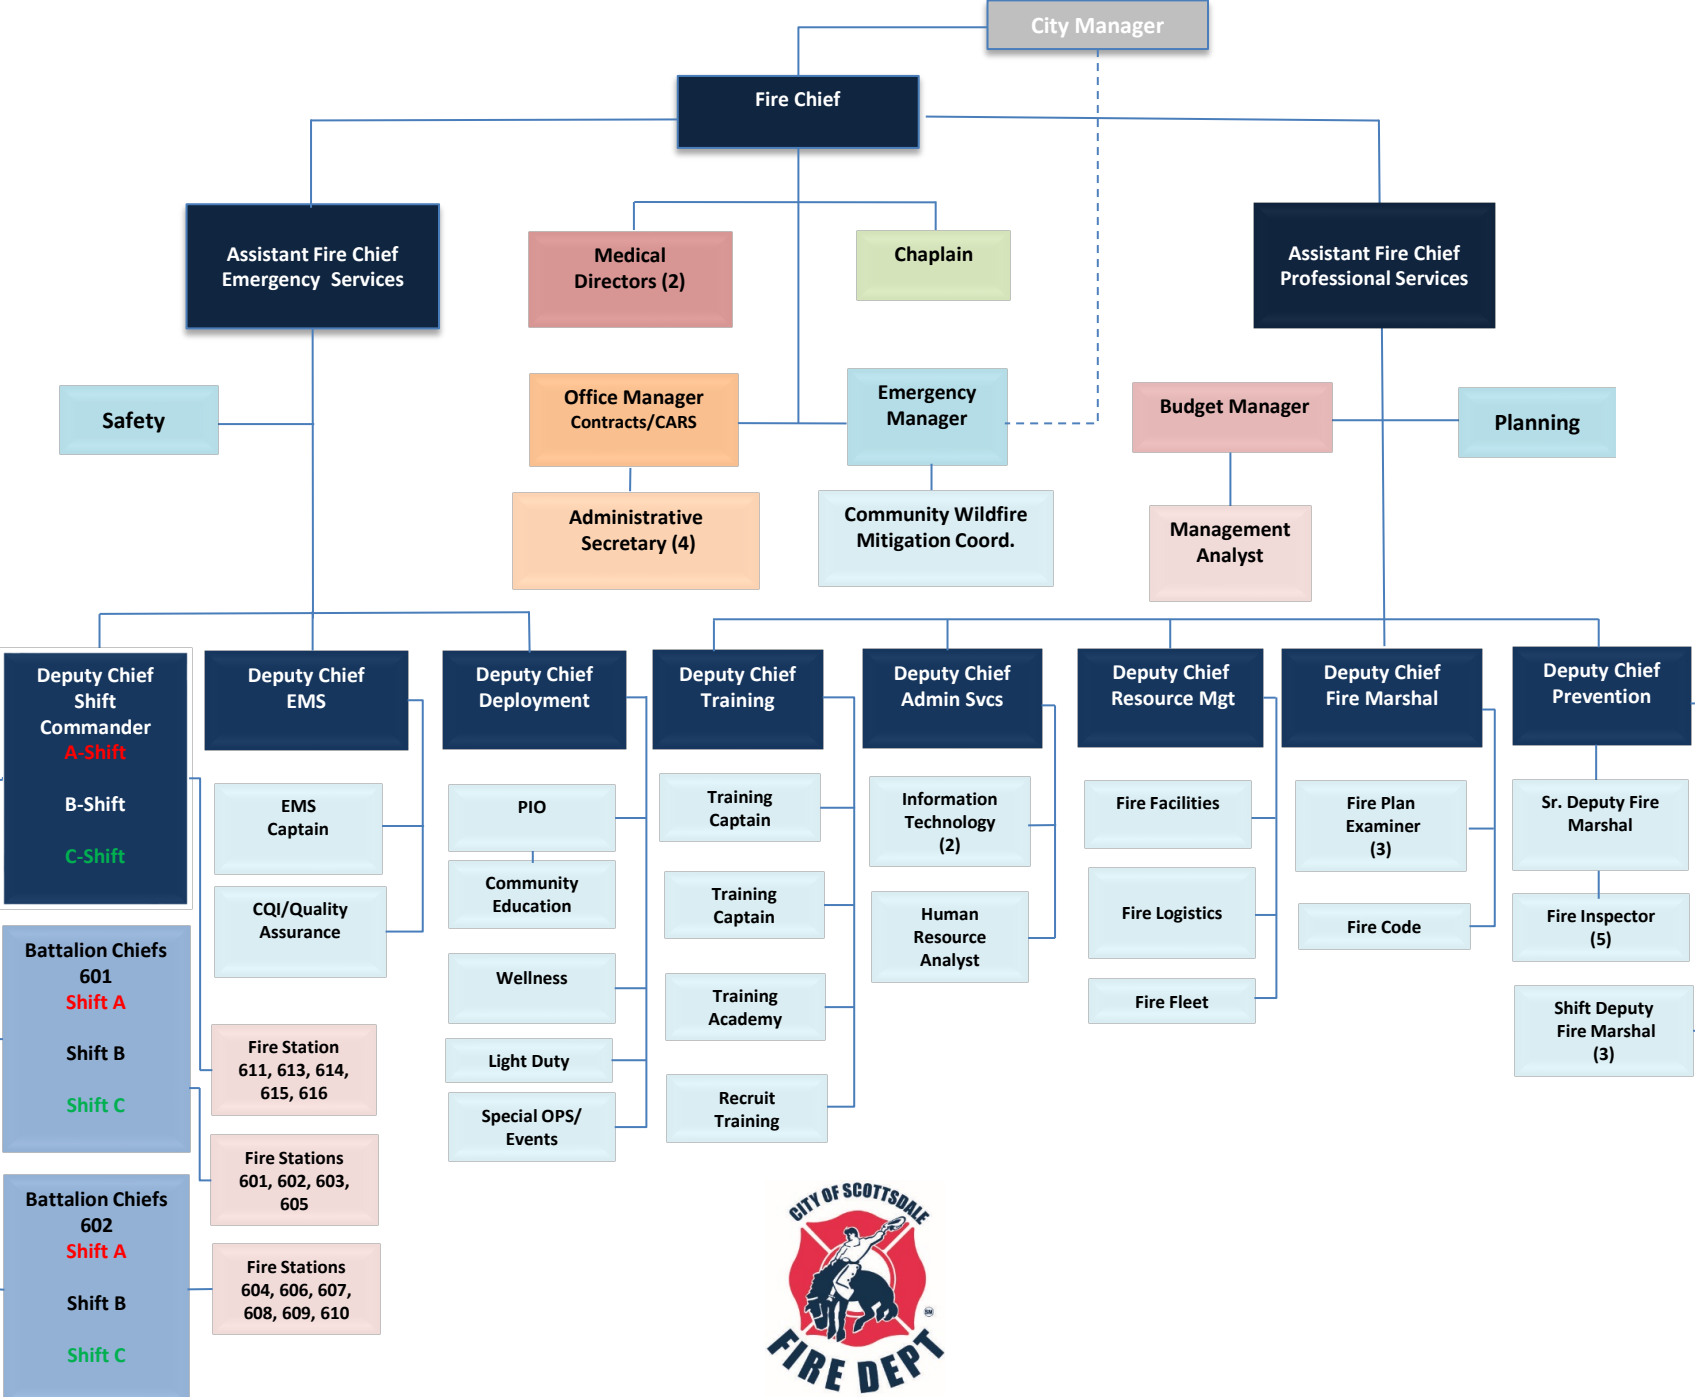 City Manager
Fire Chief
Assistant Fire Chief
Emergency Services
Medical
Directors (2)
Chaplain
Assistant Fire Chief
Professional Services
Safety
Office Manager
Contracts/CARS
Emergency
Manager
Budget Manager
Planning
Administrative
Secretary (4)
Community Wildfire
Mitigation Coord.
Management
Analyst
Deputy Chief
Shift
Commander
A-Shift
B-Shift
C-Shift
Deputy Chief
EMS
Deputy Chief
Deployment
Deputy Chief
Training
Deputy Chief
Admin Svcs
Deputy Chief
Resource Mgt
Deputy Chief
Fire Marshal
Deputy Chief
Prevention
EMS
Captain
CQI/Quality
Assurance
PIO
Community
Education
Wellness
Light Duty
Special OPS/
Events
Training
Captain
Training
Captain
Training
Academy
Recruit
Training
Information
Technology
(2)
Human
Resource
Analyst
Fire Facilities
Fire Logistics
Fire Fleet
Fire Plan
Examiner
(3)
Fire Code
Sr. Deputy Fire
Marshal
Fire Inspector
(5)
Shift Deputy
Fire Marshal
(3)
Battalion Chiefs
601
Shift A
Shift B
Shift C
Fire Station
611, 613, 614,
615, 616
Fire Stations
601, 602, 603,
605
Battalion Chiefs
602
Shift A
Shift B
Shift C
Fire Stations
604, 606, 607,
608, 609, 610
CITY OF SCOTTSDALE
FIRE DEPT
SM